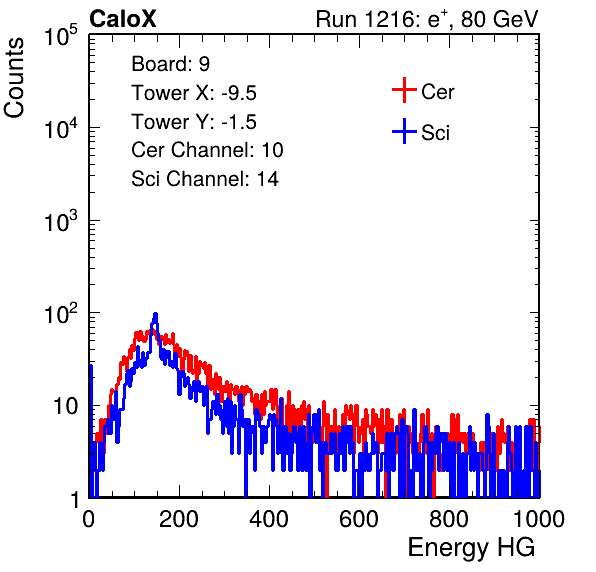 CaloX Run 1216: e⁺, 80 GeV
Counts
10⁵
10⁴
10³
10²
10
1
Board: 9
Tower X: -9.5
Tower Y: -1.5
Cer Channel: 10
Sci Channel: 14
Cer
Sci
0 200 400 600 800 1000
Energy HG